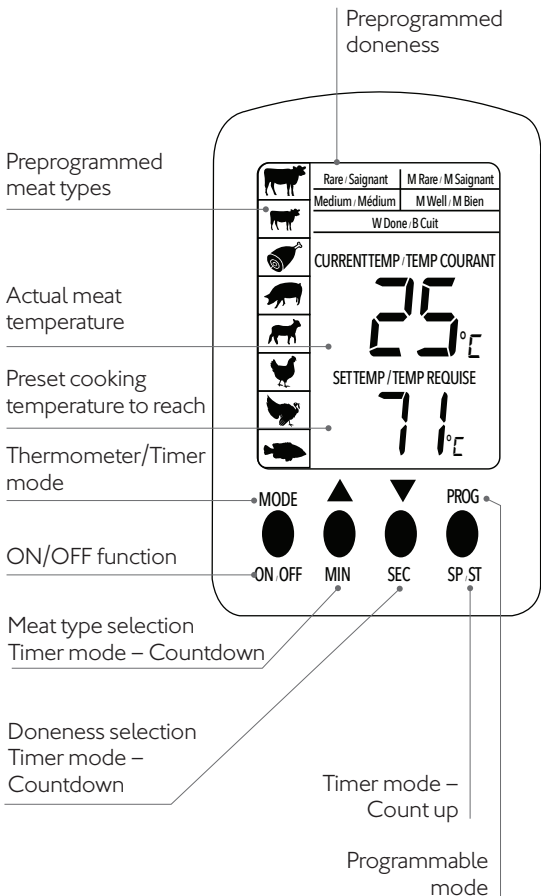 Preprogrammed
doneness
Preprogrammed
meat types
Rare / Saignant
M Rare / M Saignant
Medium / Médium
M Well / M Bien
W Done / B Cuit
CURRENT TEMP / TEMP COURANT
25°C
Actual meat
temperature
SET TEMP / TEMP REQUISE
71°C
Preset cooking
temperature to reach
Thermometer/Timer
mode
MODE ▲ ▼ PROG
ON/OFF function
ON/OFF MIN SEC SP/ST
Meat type selection
Timer mode – Countdown
Doneness selection
Timer mode –
Countdown
Timer mode –
Count up
Programmable
mode